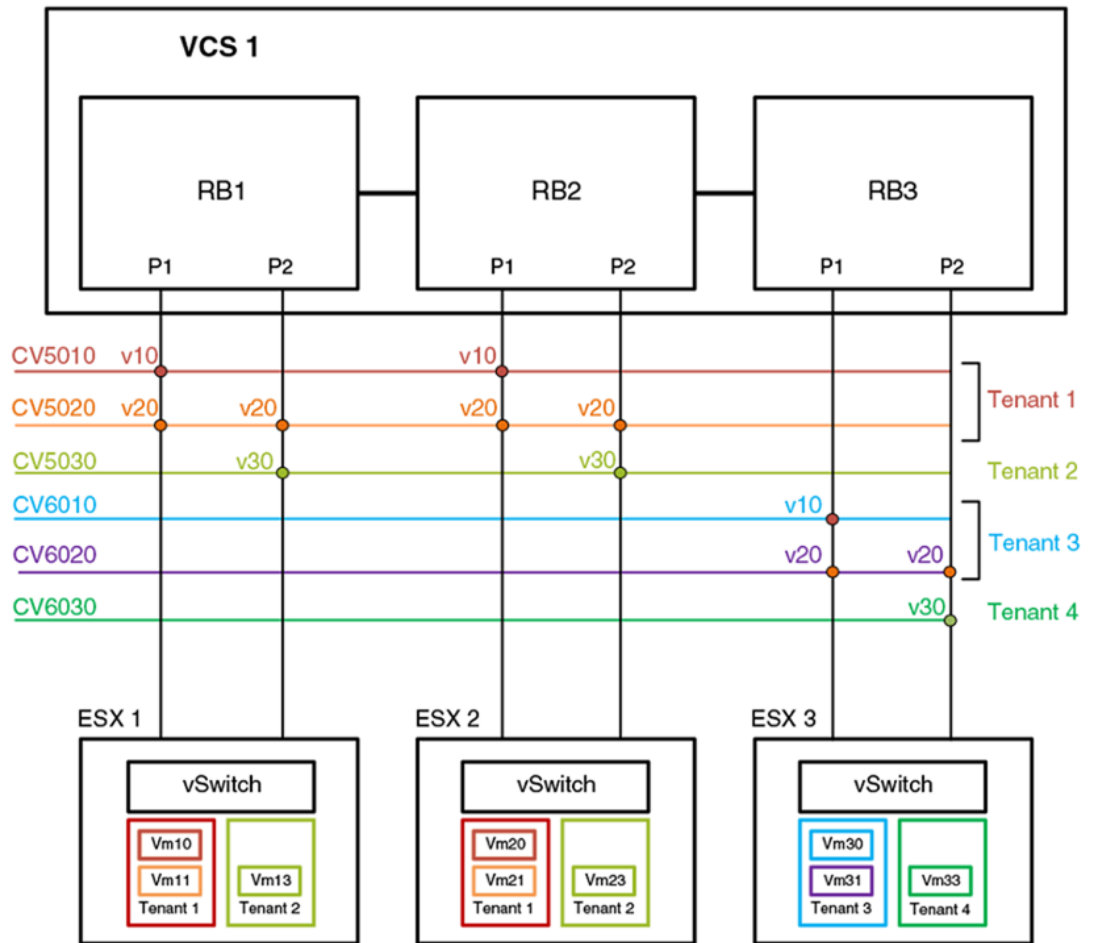 VCS 1
RB1 RB2 RB3
P1 P2 P1 P2 P1 P2
CV5010 v10 v10
Tenant 1
CV5020 v20 v20 v20 v20
CV5030 v30 v30 Tenant 2
CV6010 v10
Tenant 3
CV6020 v20 v20
CV6030 v30 Tenant 4
ESX 1 ESX 2 ESX 3
vSwitch vSwitch vSwitch
Vm10 Vm20 Vm30
Vm11 Vm13 Vm21 Vm23 Vm31 Vm33
Tenant 1 Tenant 2 Tenant 1 Tenant 2 Tenant 3 Tenant 4